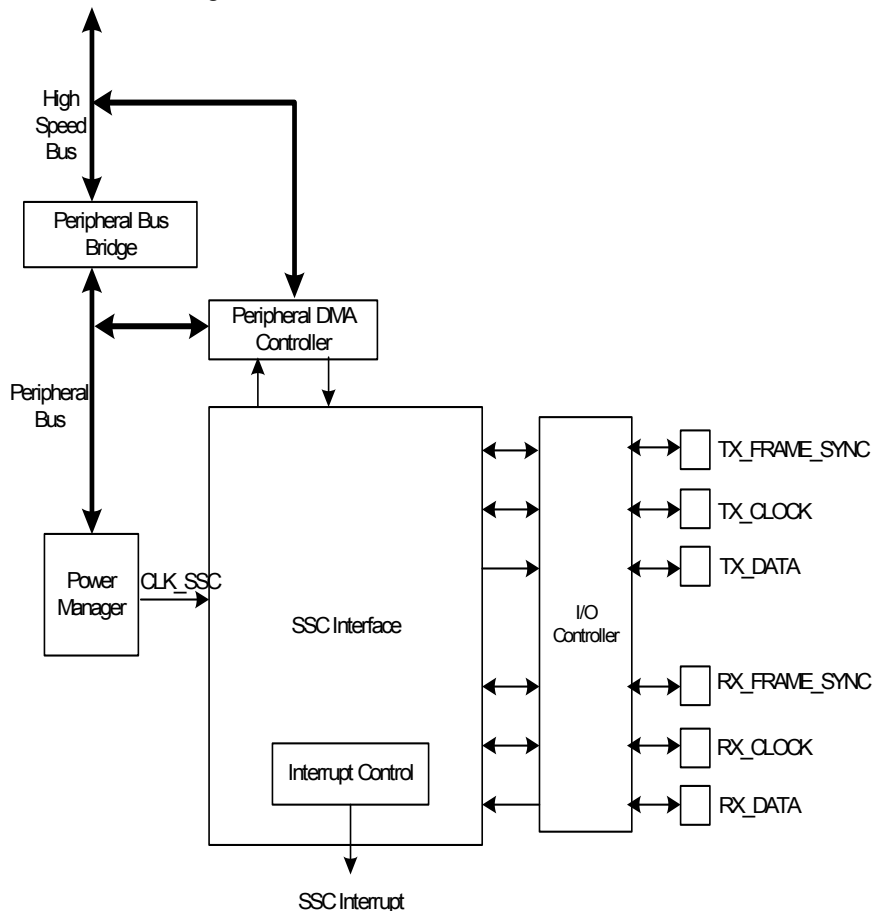 High
Speed
Bus
Peripheral Bus
Bridge
Peripheral DMA
Controller
Peripheral
Bus
TX_FRAME_SYNC
TX_CLOCK
Power
Manager
CLK_SSC
TX_DATA
SSC Interface
I/O
Controller
RX_FRAME_SYNC
RX_CLOCK
Interrupt Control
RX_DATA
SSC Interrupt